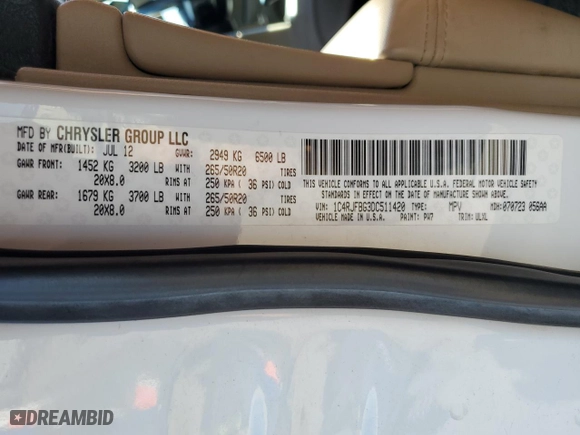 MFD BY CHRYSLER GROUP LLC
DATE OF MFR(BUILT): JUL 12 GVWR: 2949 KG 6500 LB
GAWR FRONT: 1452 KG 3200 LB WITH 265/50R20 TIRES
20X8.0 RIMS AT 250 KPA ( 36 PSI) COLD
GAWR REAR: 1679 KG 3700 LB WITH 265/50R20 TIRES
20X8.0 RIMS AT 250 KPA ( 36 PSI) COLD
THIS VEHICLE CONFORMS TO ALL APPLICABLE U.S.A. FEDERAL MOTOR VEHICLE SAFETY
STANDARDS IN EFFECT ON THE DATE OF MANUFACTURE SHOWN ABOVE.
VIN: 1C4RJFBG3DC511420 TYPE: MPV MDH: 070723 056AA
VEHICLE MADE IN U.S.A. PAINT: PW7 TRIM: ULXL
DREAMBID